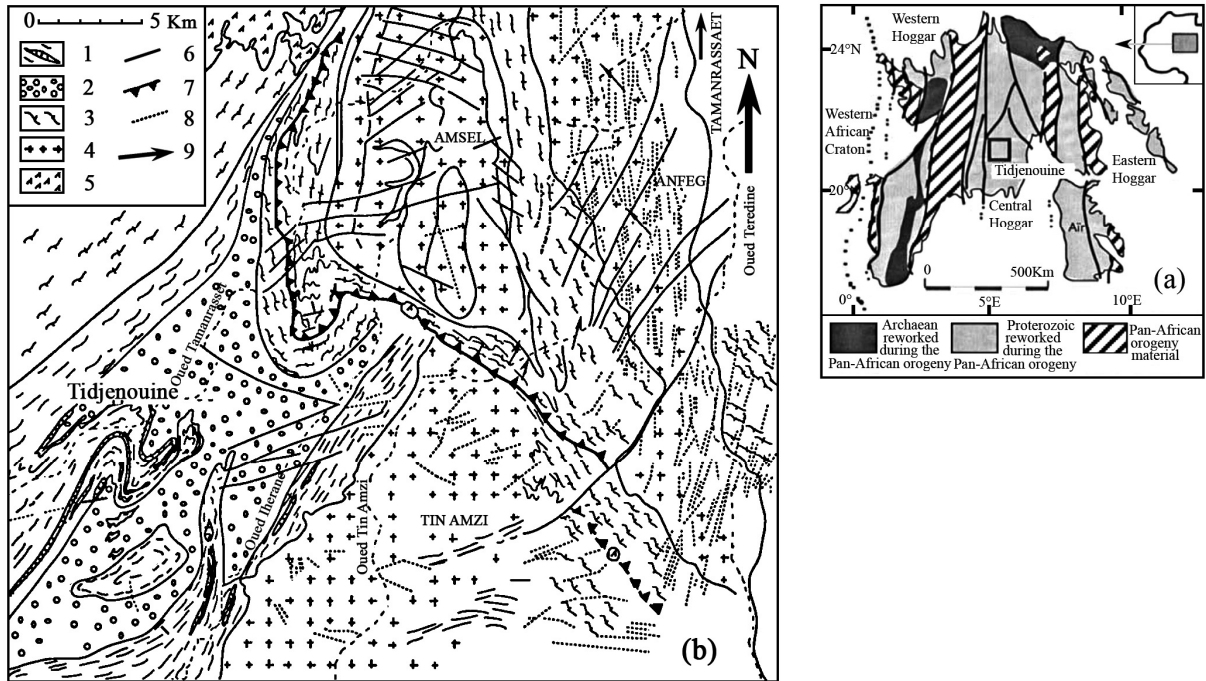 0 5 Km
1 6
2 7
3 8
4 9
5
TAMANRASSAET
N
AMSEL
ANFEG
Oued Teredine
Oued Tamanrasset
Tidjenouine
Oued Iherane
Oued Tin Amzi
TIN AMZI
(b)
Western
Hoggar
24°N
Western
African
Craton
Eastern
Hoggar
Tidjenouine
20°N
Central
Hoggar
Aïr
0 500Km
(a)
0° 5°E 10°E
Archaean
reworked
during the
Pan-African orogeny
Proterozoic
reworked
during the
Pan-African orogeny
Pan-African
orogeny
material